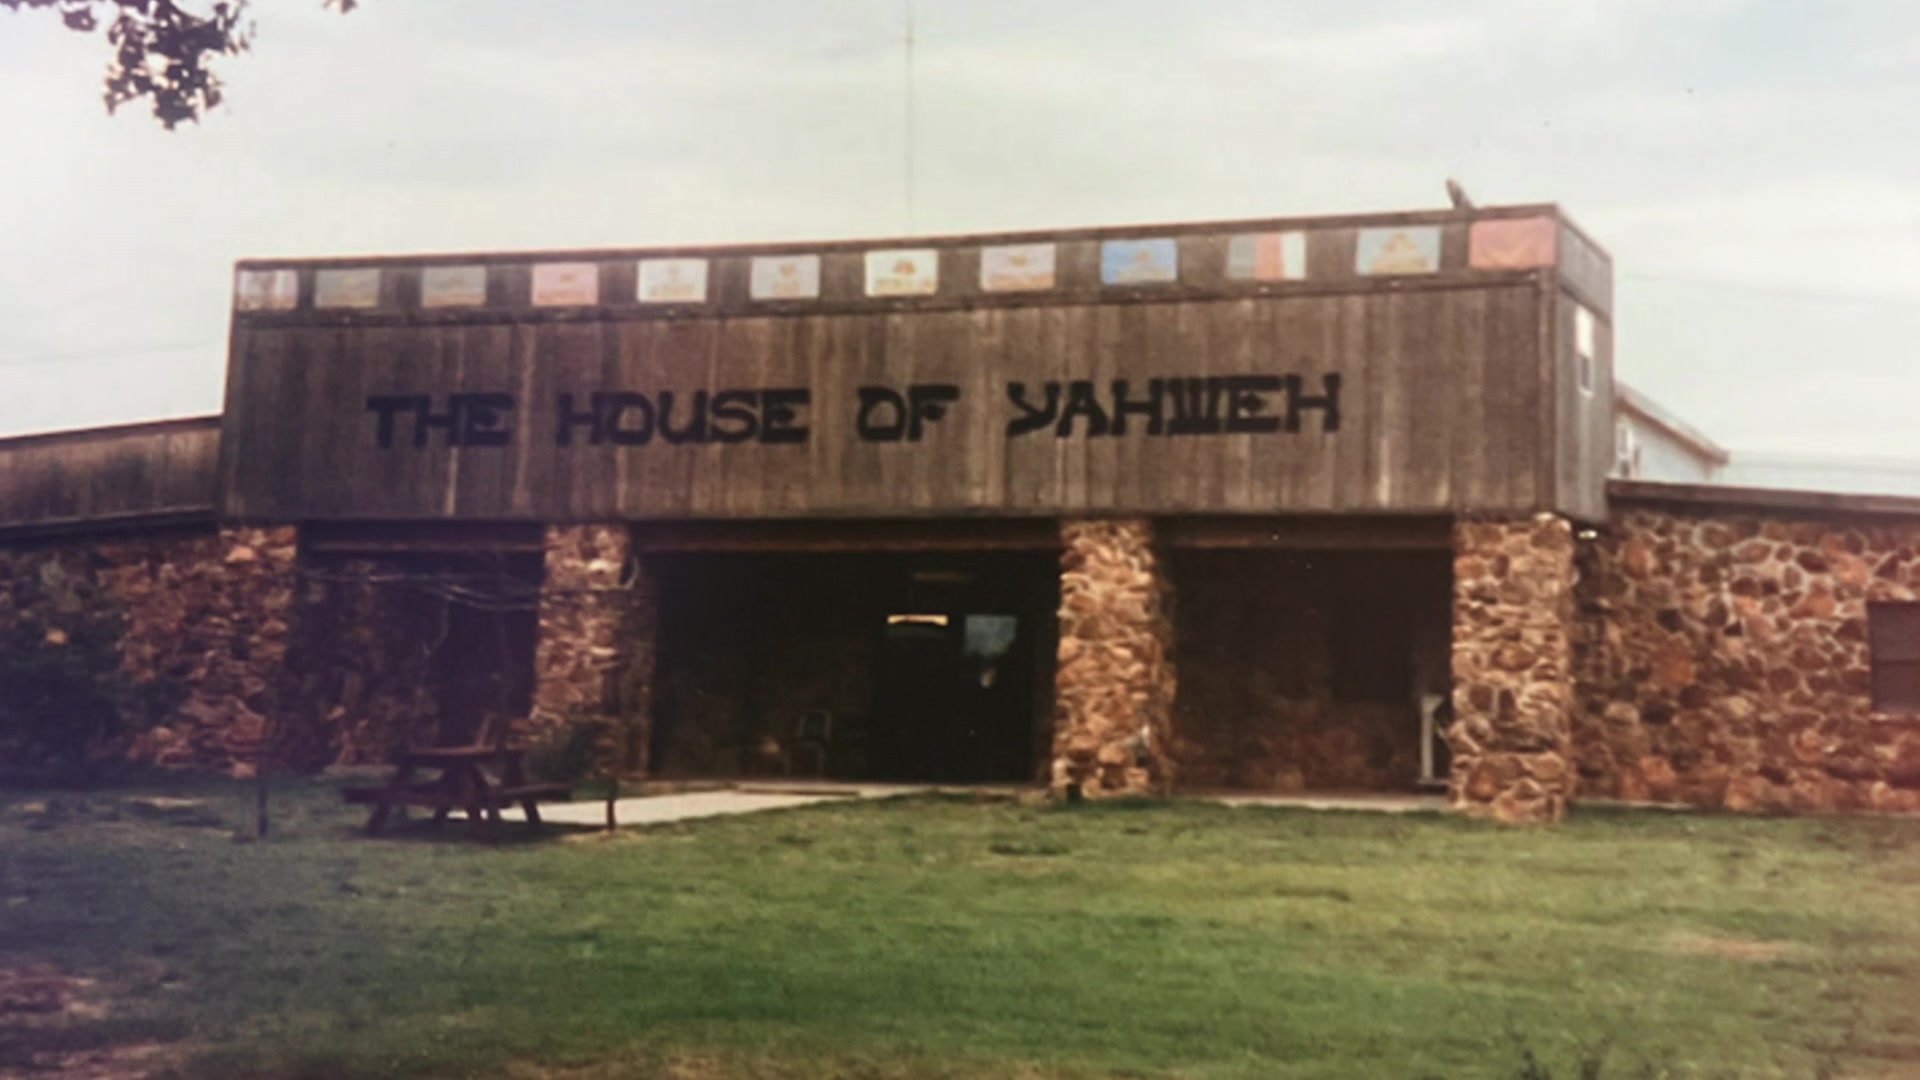 THE HOUSE OF YAHWEH